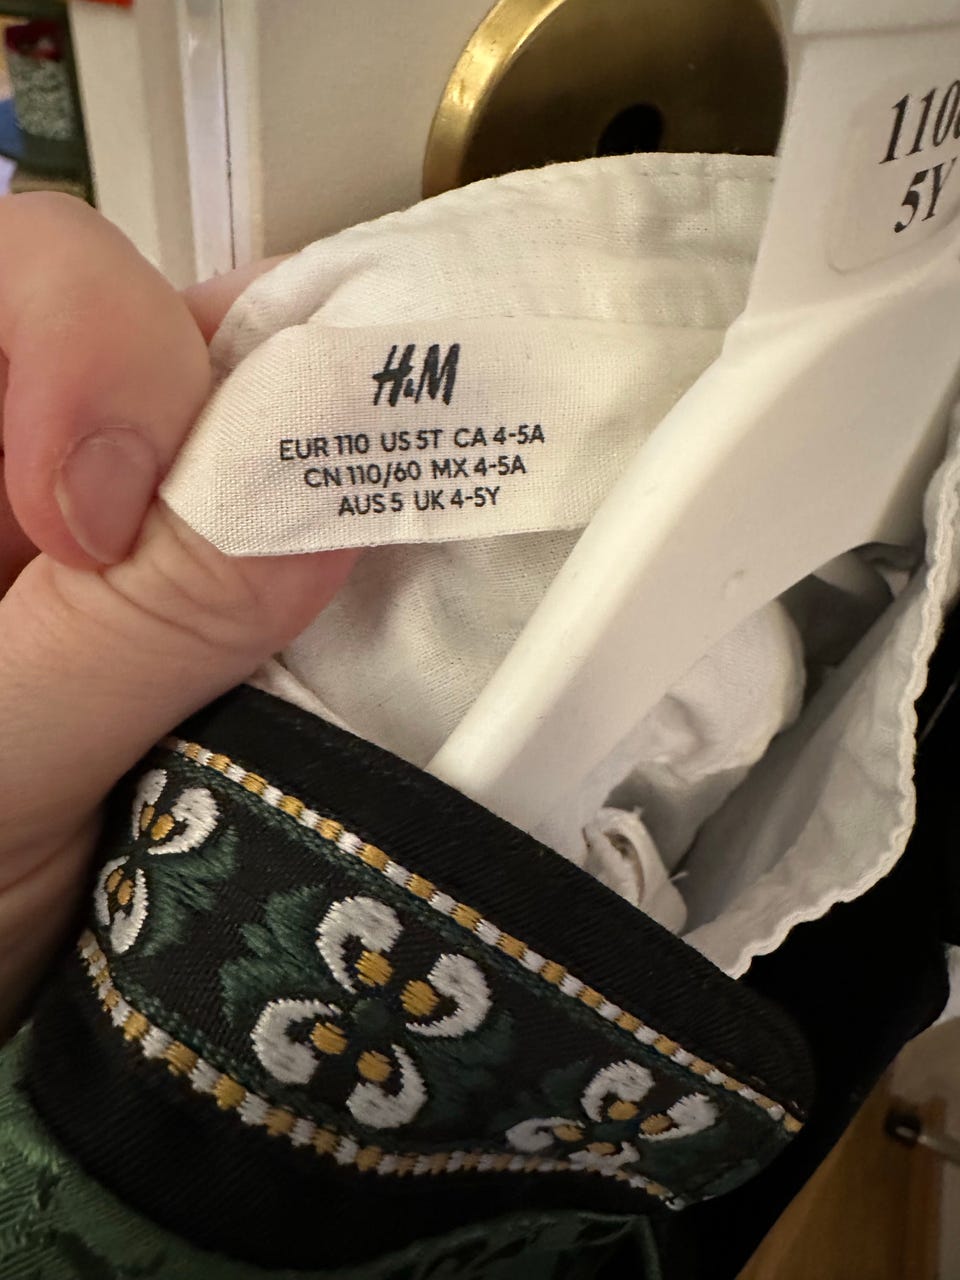 H&M
EUR 110 US 5T CA 4-5A
CN 110/60 MX 4-5A
AUS 5 UK 4-5Y
5Y